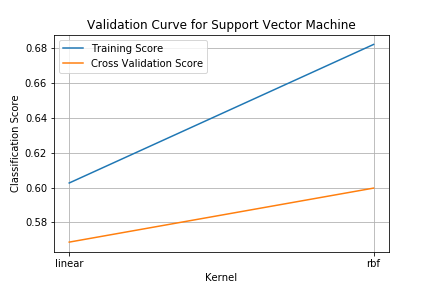 Validation Curve for Support Vector Machine
Training Score
Cross Validation Score
0.68
0.66
0.64
0.62
0.60
0.58
Classification Score
linear
rbf
Kernel